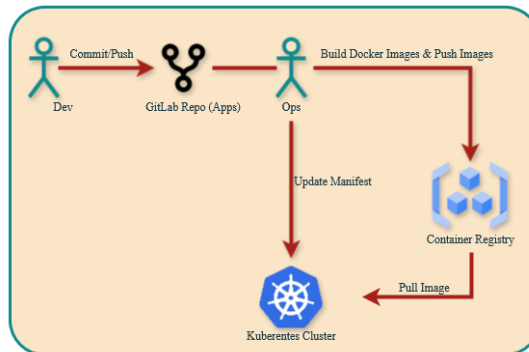 Commit/Push
Build Docker Images & Push Images
Dev
GitLab Repo (Apps)
Ops
Update Manifest
Container Registry
Pull Image
Kuberentes Cluster